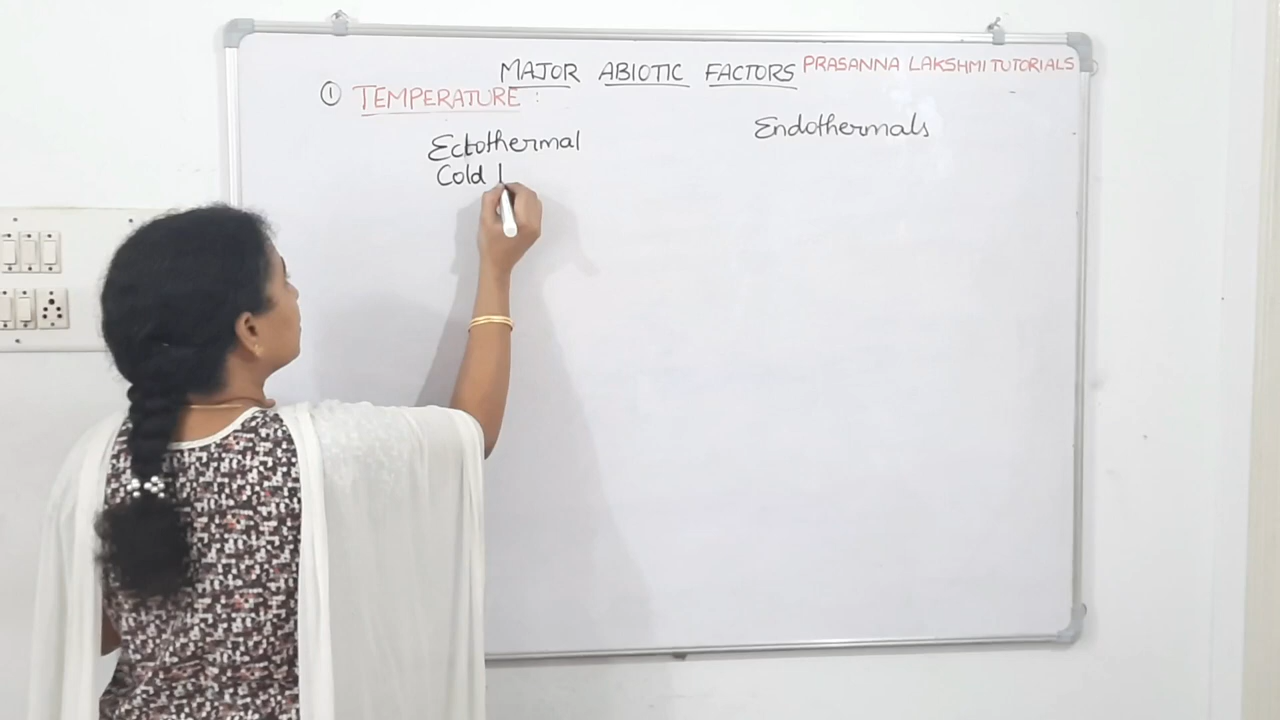 MAJOR ABIOTIC FACTORS PRASANNA LAKSHMI TUTORIALS
① TEMPERATURE :
Ectothermal Endothermals
Cold